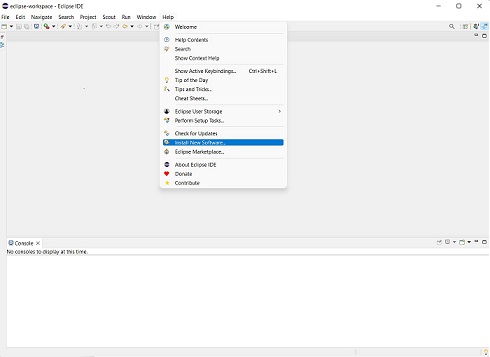 eclipse-workspace - Eclipse IDE
File Edit Navigate Search Project Scout Run Window Help
Welcome
Help Contents
Search
Show Context Help
Show Active Keybindings... Ctrl+Shift+L
Tip of the Day
Tips and Tricks...
Cheat Sheets...
Eclipse User Storage
Perform Setup Tasks...
Check for Updates
Install New Software...
Eclipse Marketplace...
About Eclipse IDE
Donate
Contribute
Console
No consoles to display at this time.